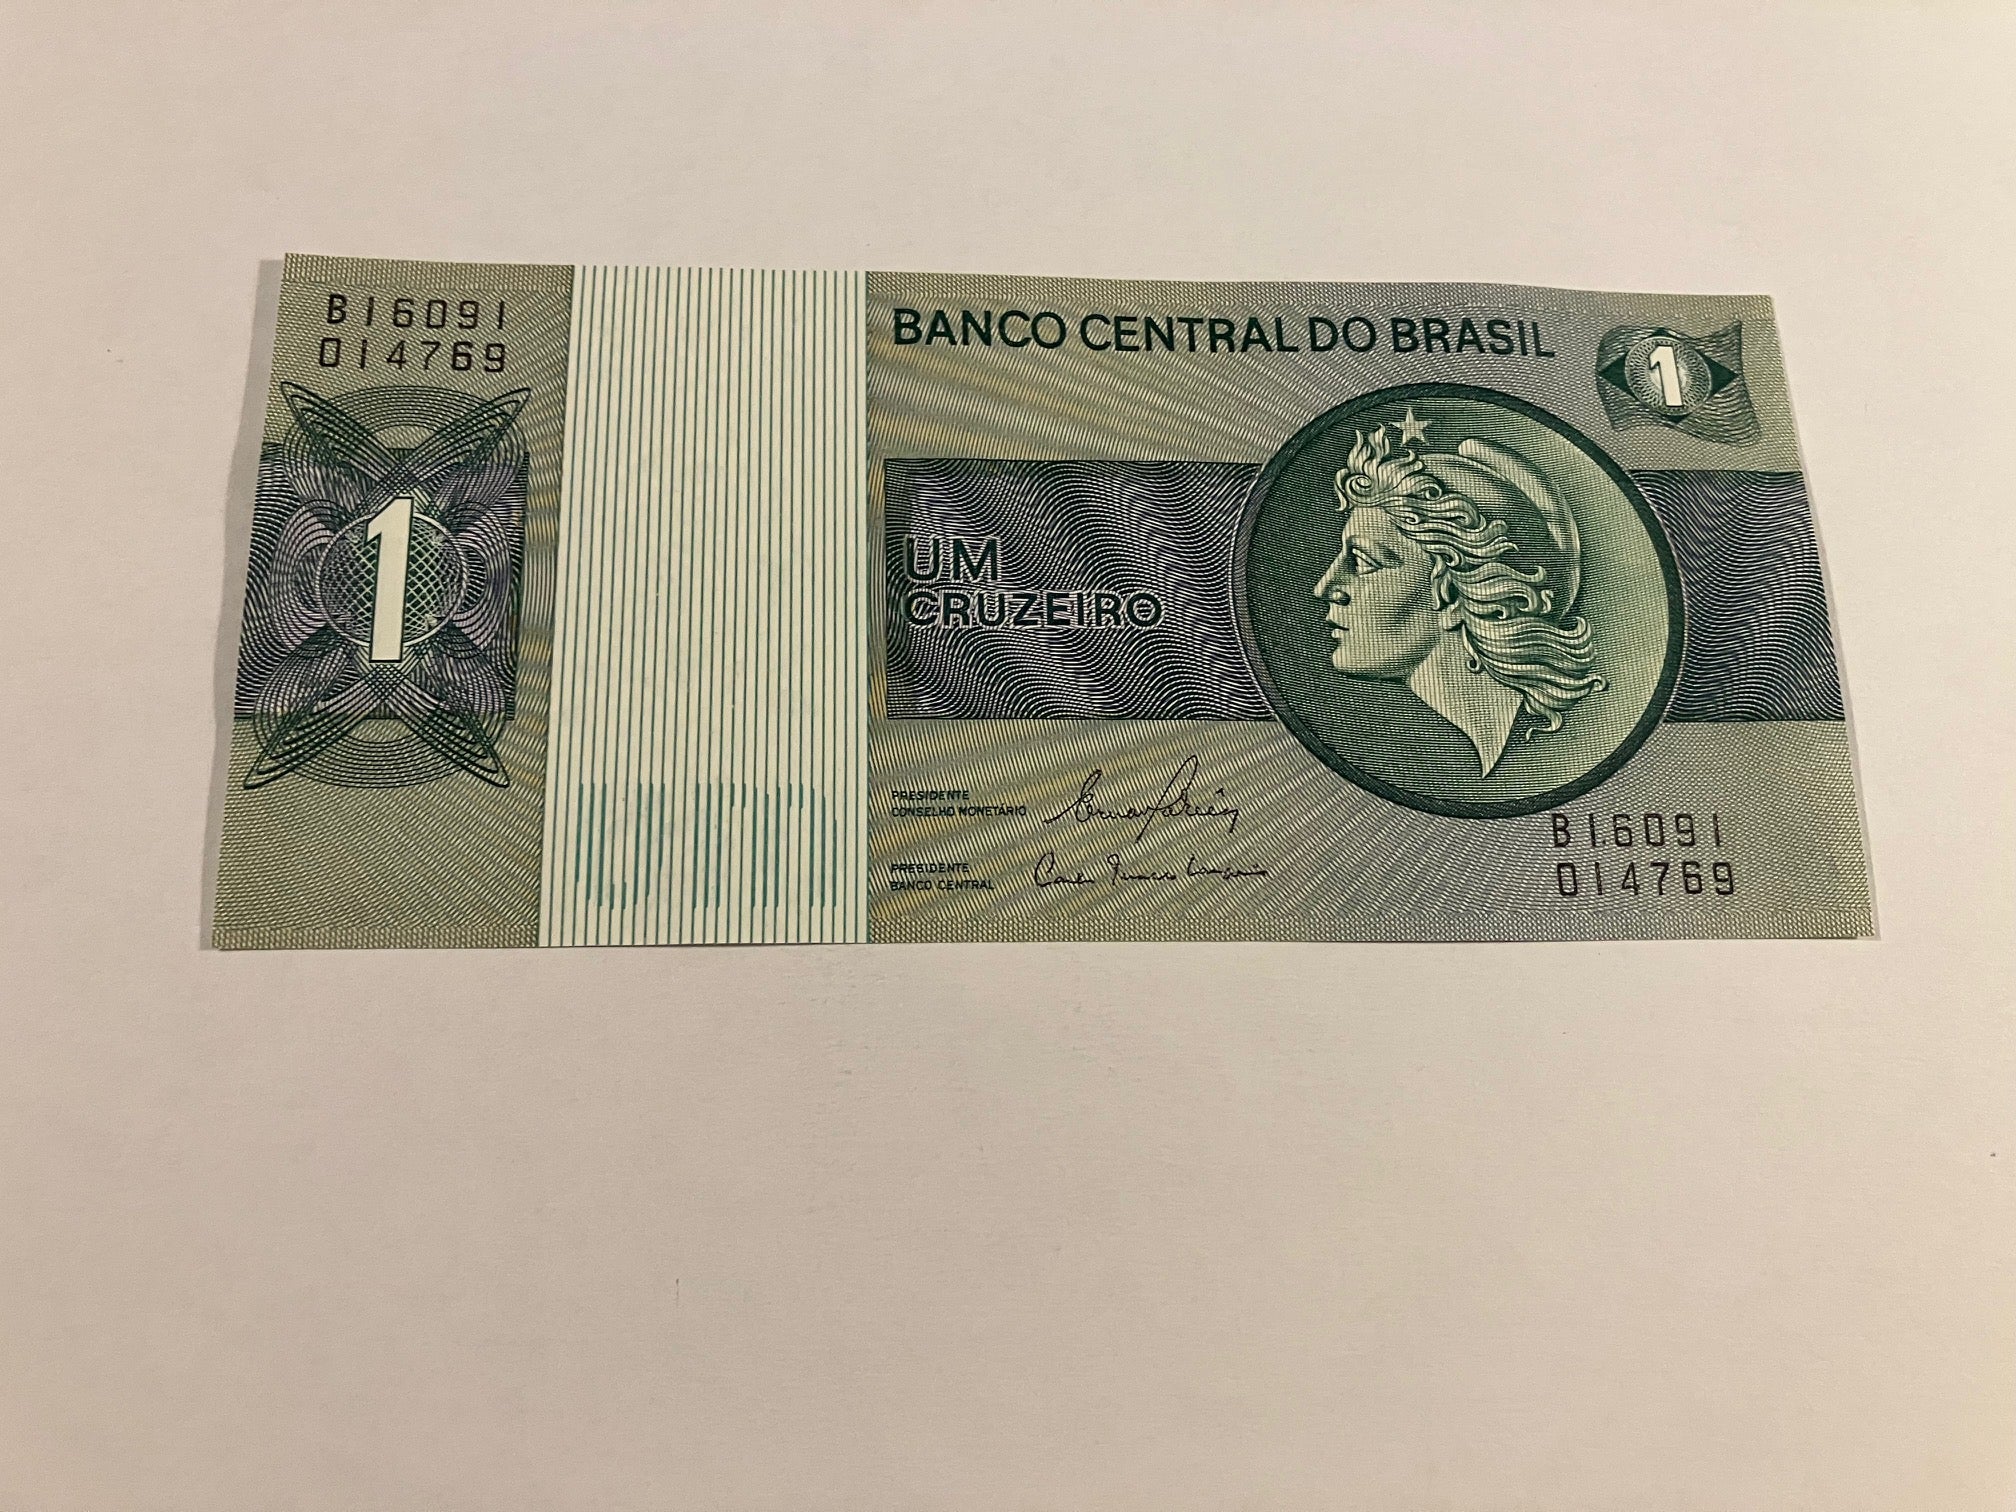 B16091
014769
BANCO CENTRAL DO BRASIL
1
1
UM
CRUZEIRO
PRESIDENTE
CONSELHO MONETÁRIO
PRESIDENTE
BANCO CENTRAL
B16091
014769